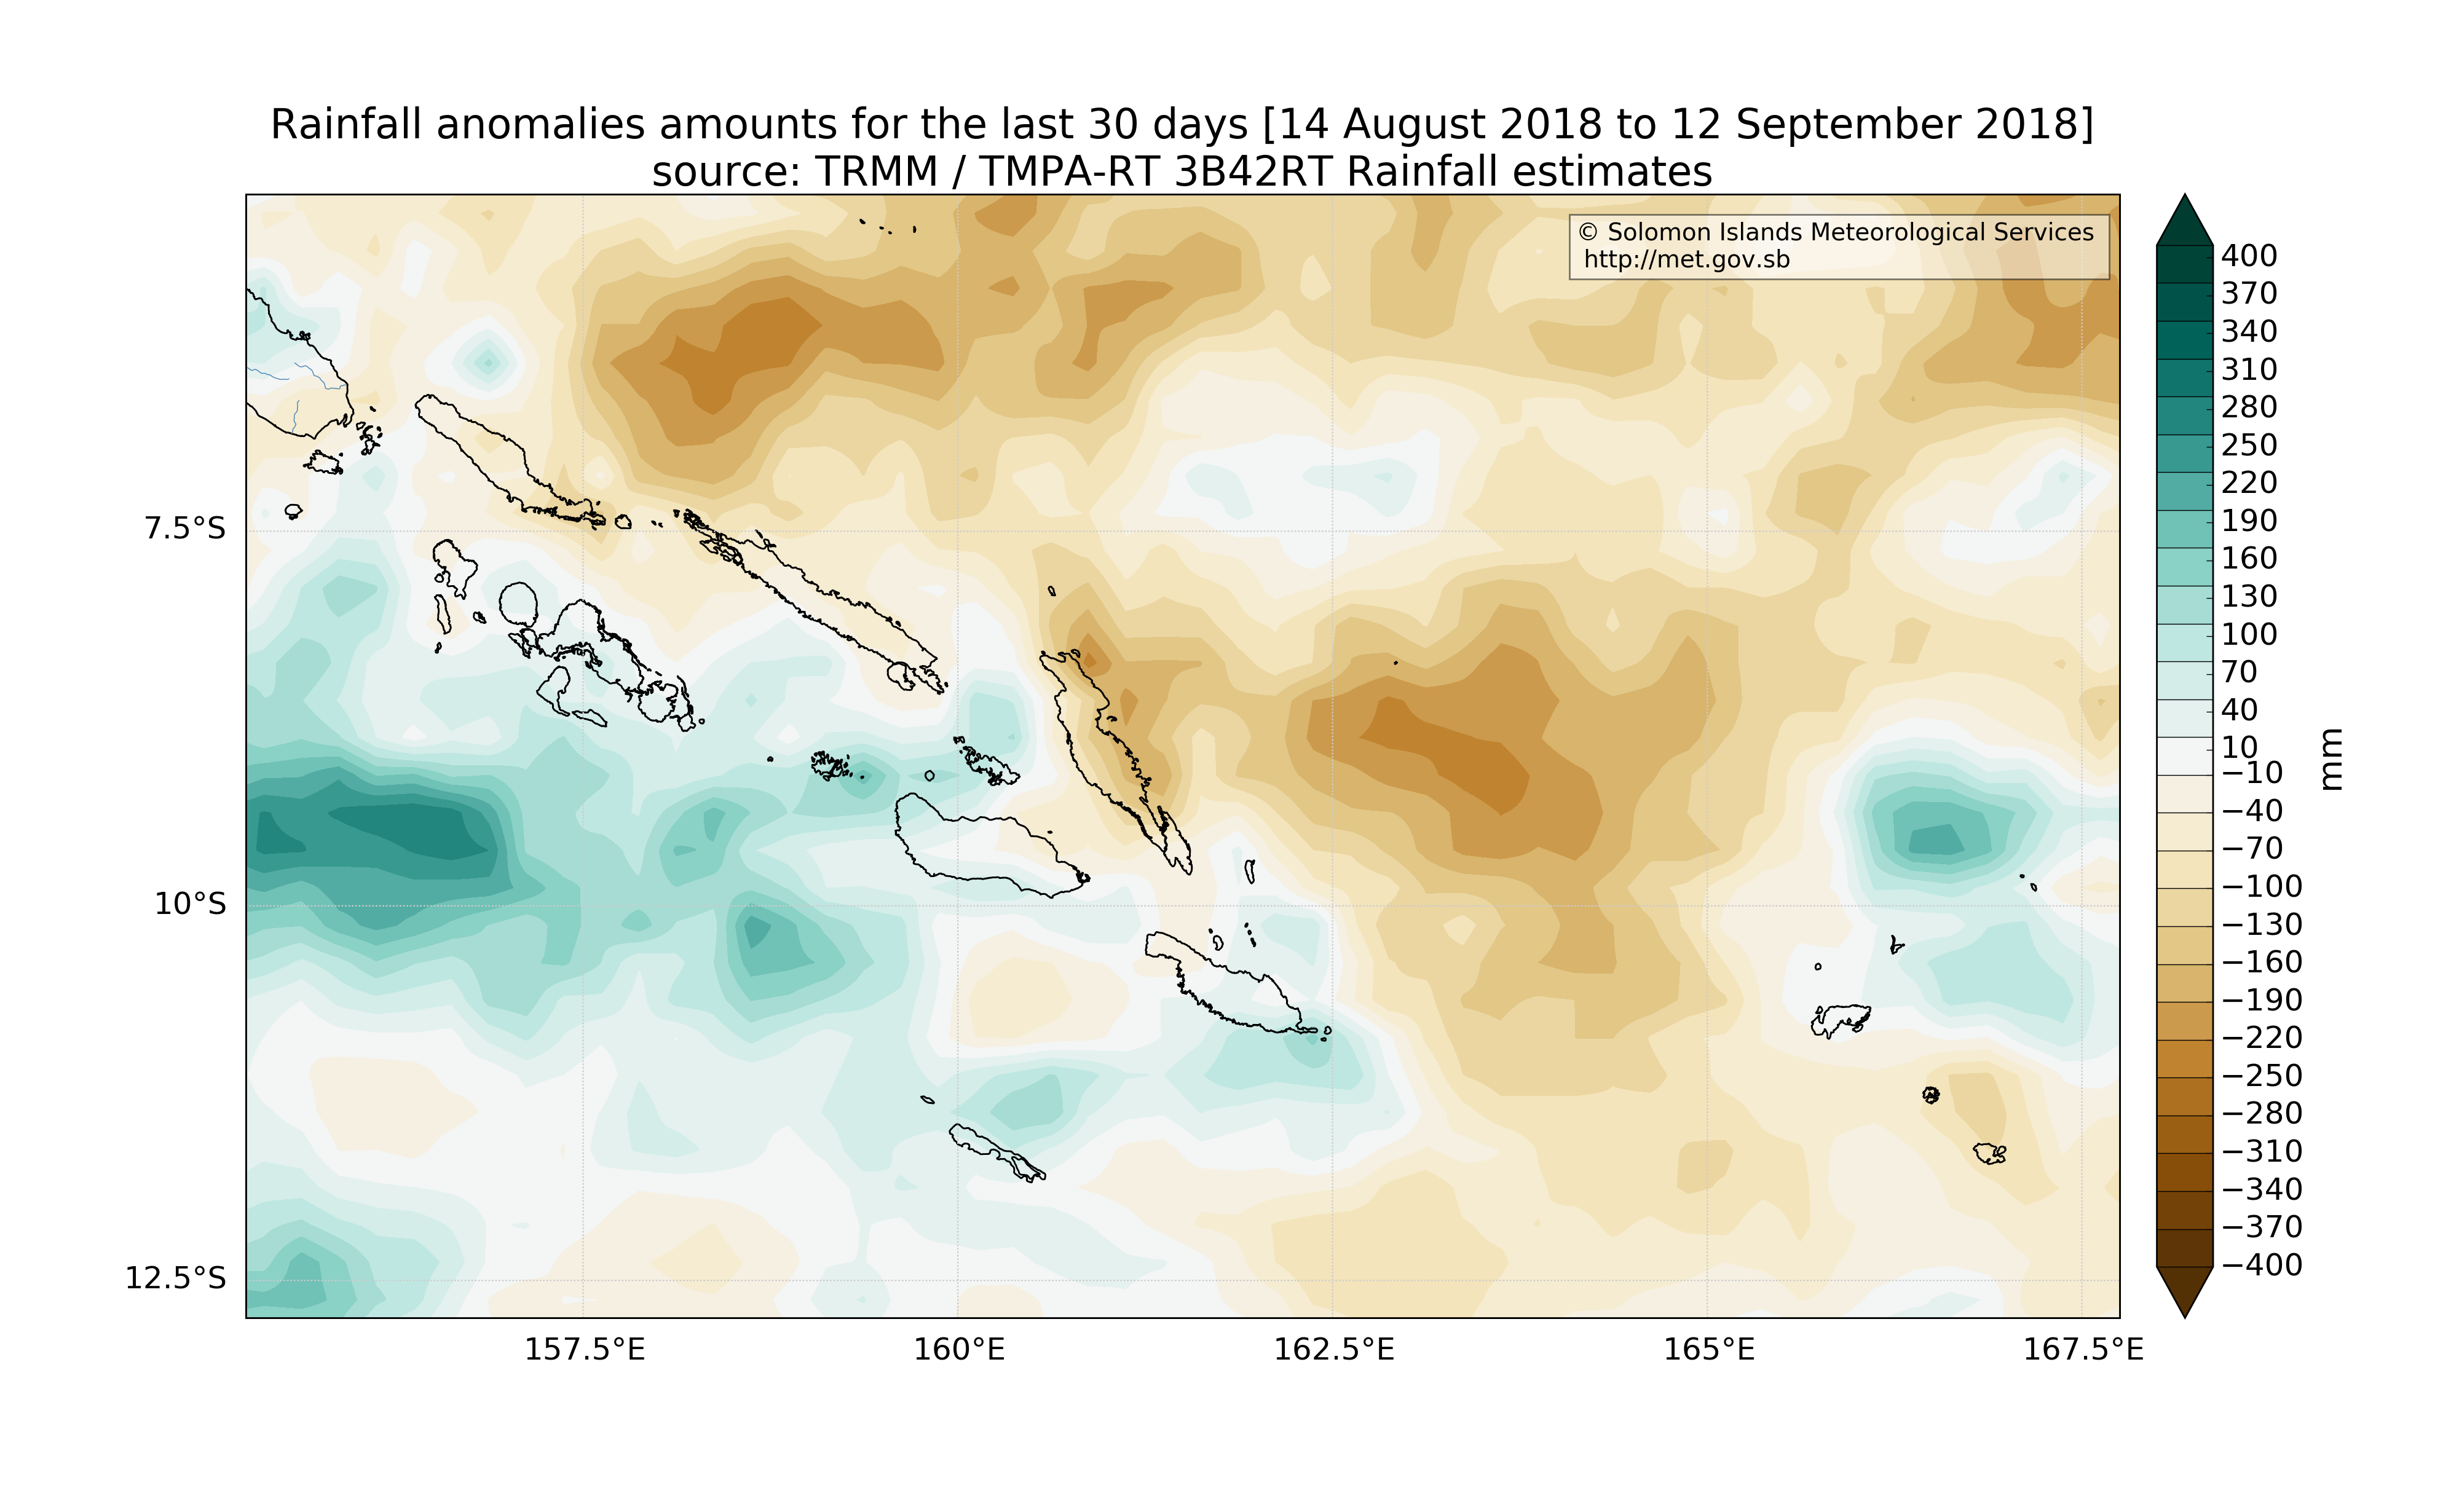 Rainfall anomalies amounts for the last 30 days [14 August 2018 to 12 September 2018]
source: TRMM / TMPA-RT 3B42RT Rainfall estimates
© Solomon Islands Meteorological Services
http://met.gov.sb
7.5°S
10°S
12.5°S
157.5°E
160°E
162.5°E
165°E
167.5°E
400
370
340
310
280
250
220
190
160
130
100
70
40
10
−10
−40
−70
−100
−130
−160
−190
−220
−250
−280
−310
−340
−370
−400
mm